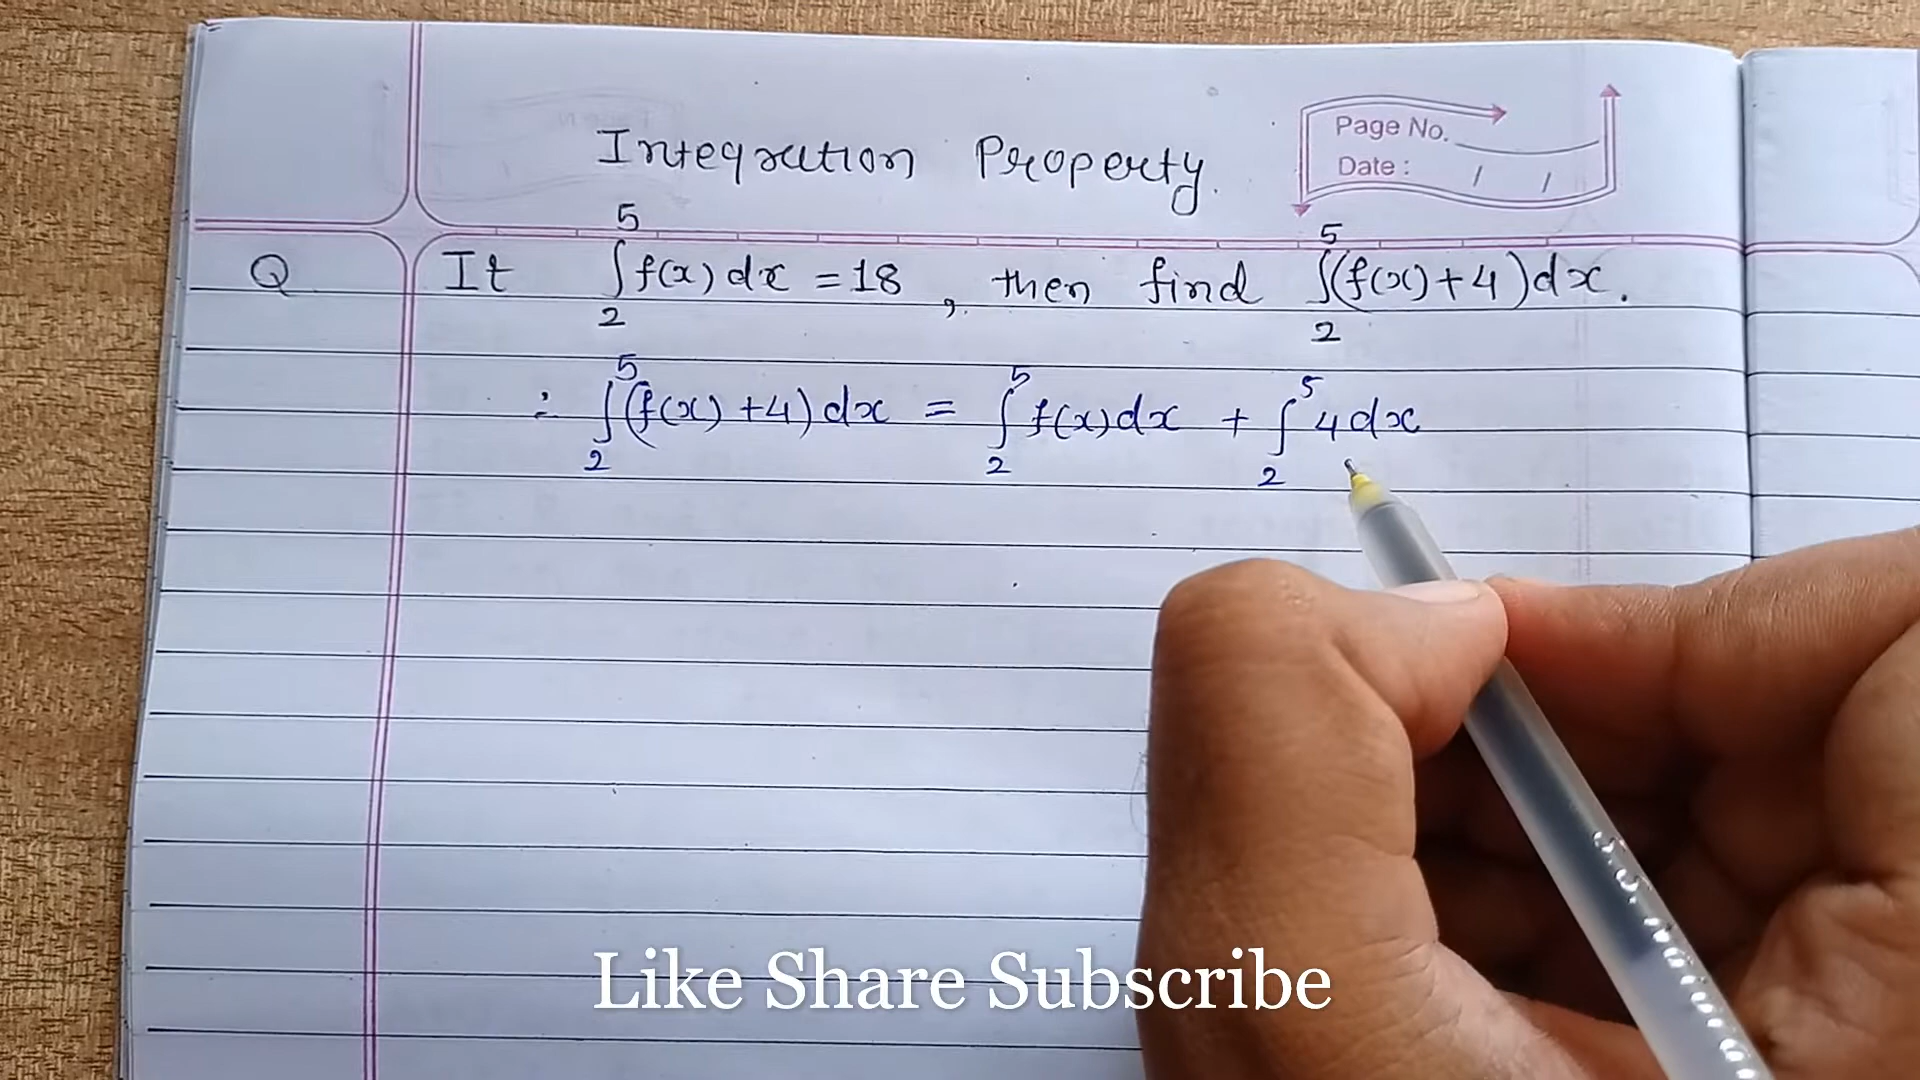 Integration Property.
Page No.
Date : / /
Q If ∫₂⁵ f(x) dx = 18 , then find ∫₂⁵ (f(x) + 4) dx.
∴ ∫₂⁵ (f(x) + 4) dx = ∫₂⁵ f(x) dx + ∫₂⁵ 4 dx
Like Share Subscribe